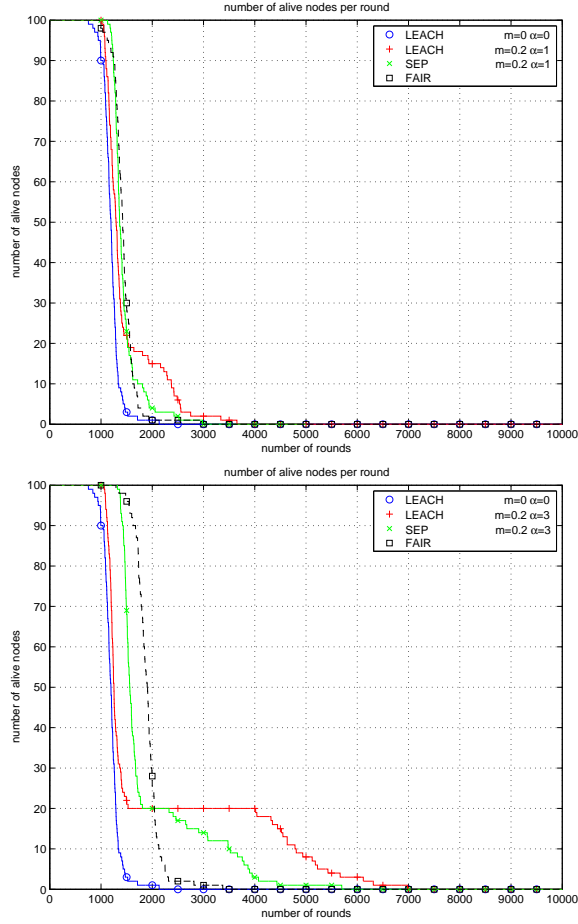 number of alive nodes per round
100
90
80
70
60
50
40
30
20
10
0
number of alive nodes
LEACH m=0 α=0
LEACH m=0.2 α=1
SEP m=0.2 α=1
FAIR
0 1000 2000 3000 4000 5000 6000 7000 8000 9000 10000
number of rounds
number of alive nodes per round
100
90
80
70
60
50
40
30
20
10
0
number of alive nodes
LEACH m=0 α=0
LEACH m=0.2 α=3
SEP m=0.2 α=3
FAIR
0 1000 2000 3000 4000 5000 6000 7000 8000 9000 10000
number of rounds